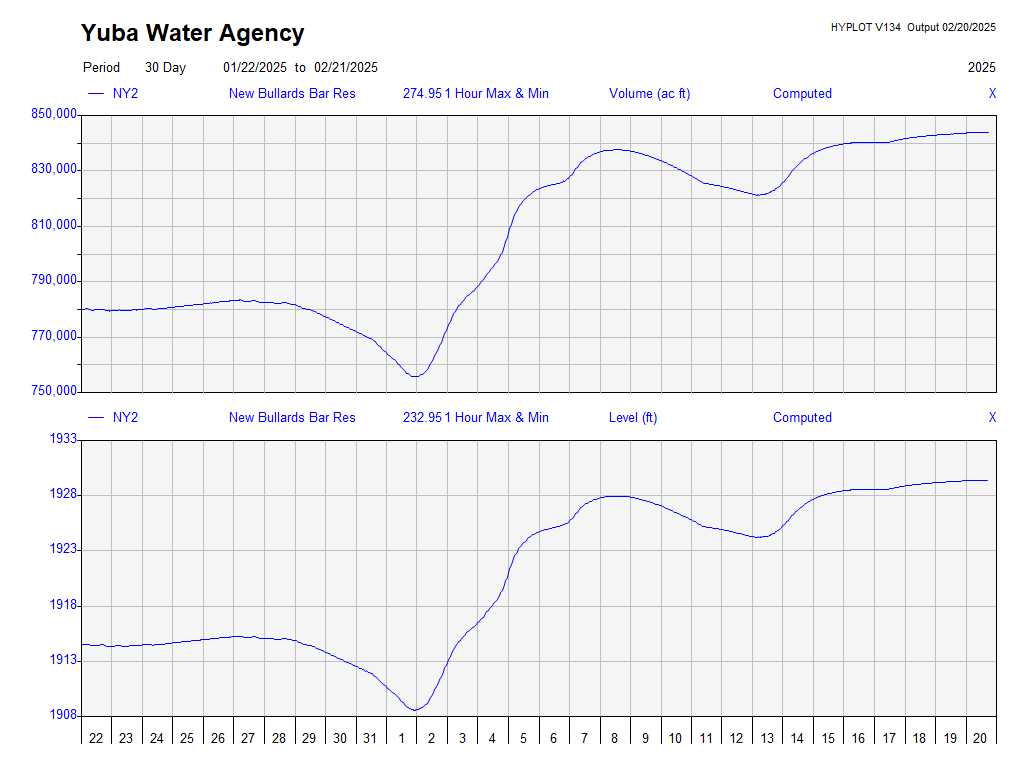 Yuba Water Agency
HYPLOT V134 Output 02/20/2025
Period 30 Day 01/22/2025 to 02/21/2025 2025
NY2 New Bullards Bar Res 274.95 1 Hour Max & Min Volume (ac ft) Computed X
850,000
830,000
810,000
790,000
770,000
750,000
NY2 New Bullards Bar Res 232.95 1 Hour Max & Min Level (ft) Computed X
1933
1928
1923
1918
1913
1908
22 23 24 25 26 27 28 29 30 31 1 2 3 4 5 6 7 8 9 10 11 12 13 14 15 16 17 18 19 20